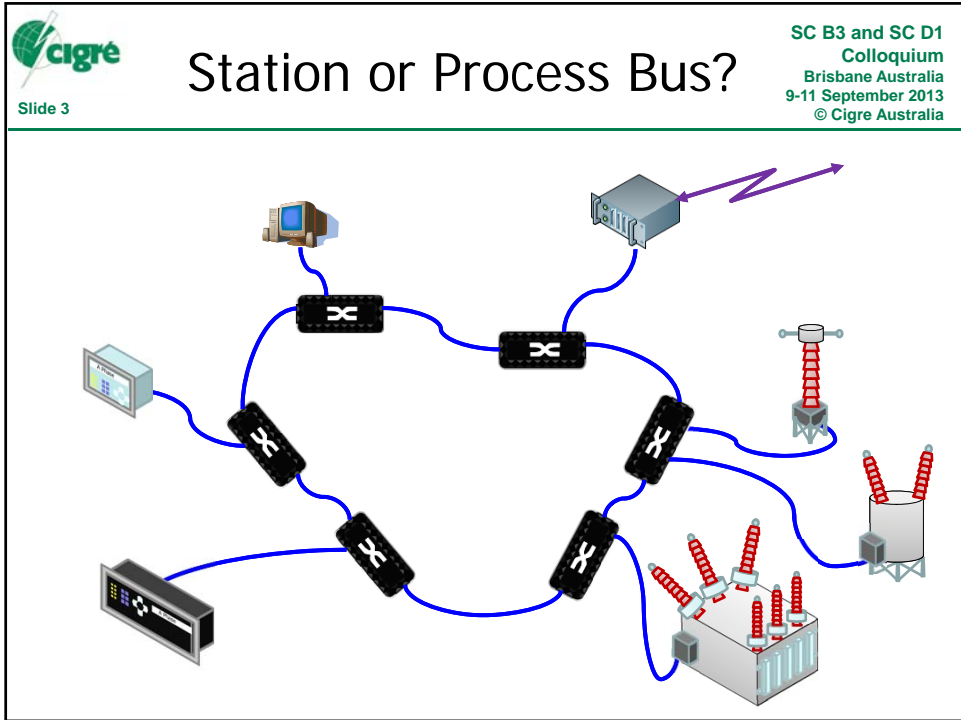 cigré
Slide 3
Station or Process Bus?
SC B3 and SC D1
Colloquium
Brisbane Australia
9-11 September 2013
© Cigre Australia
A Phase